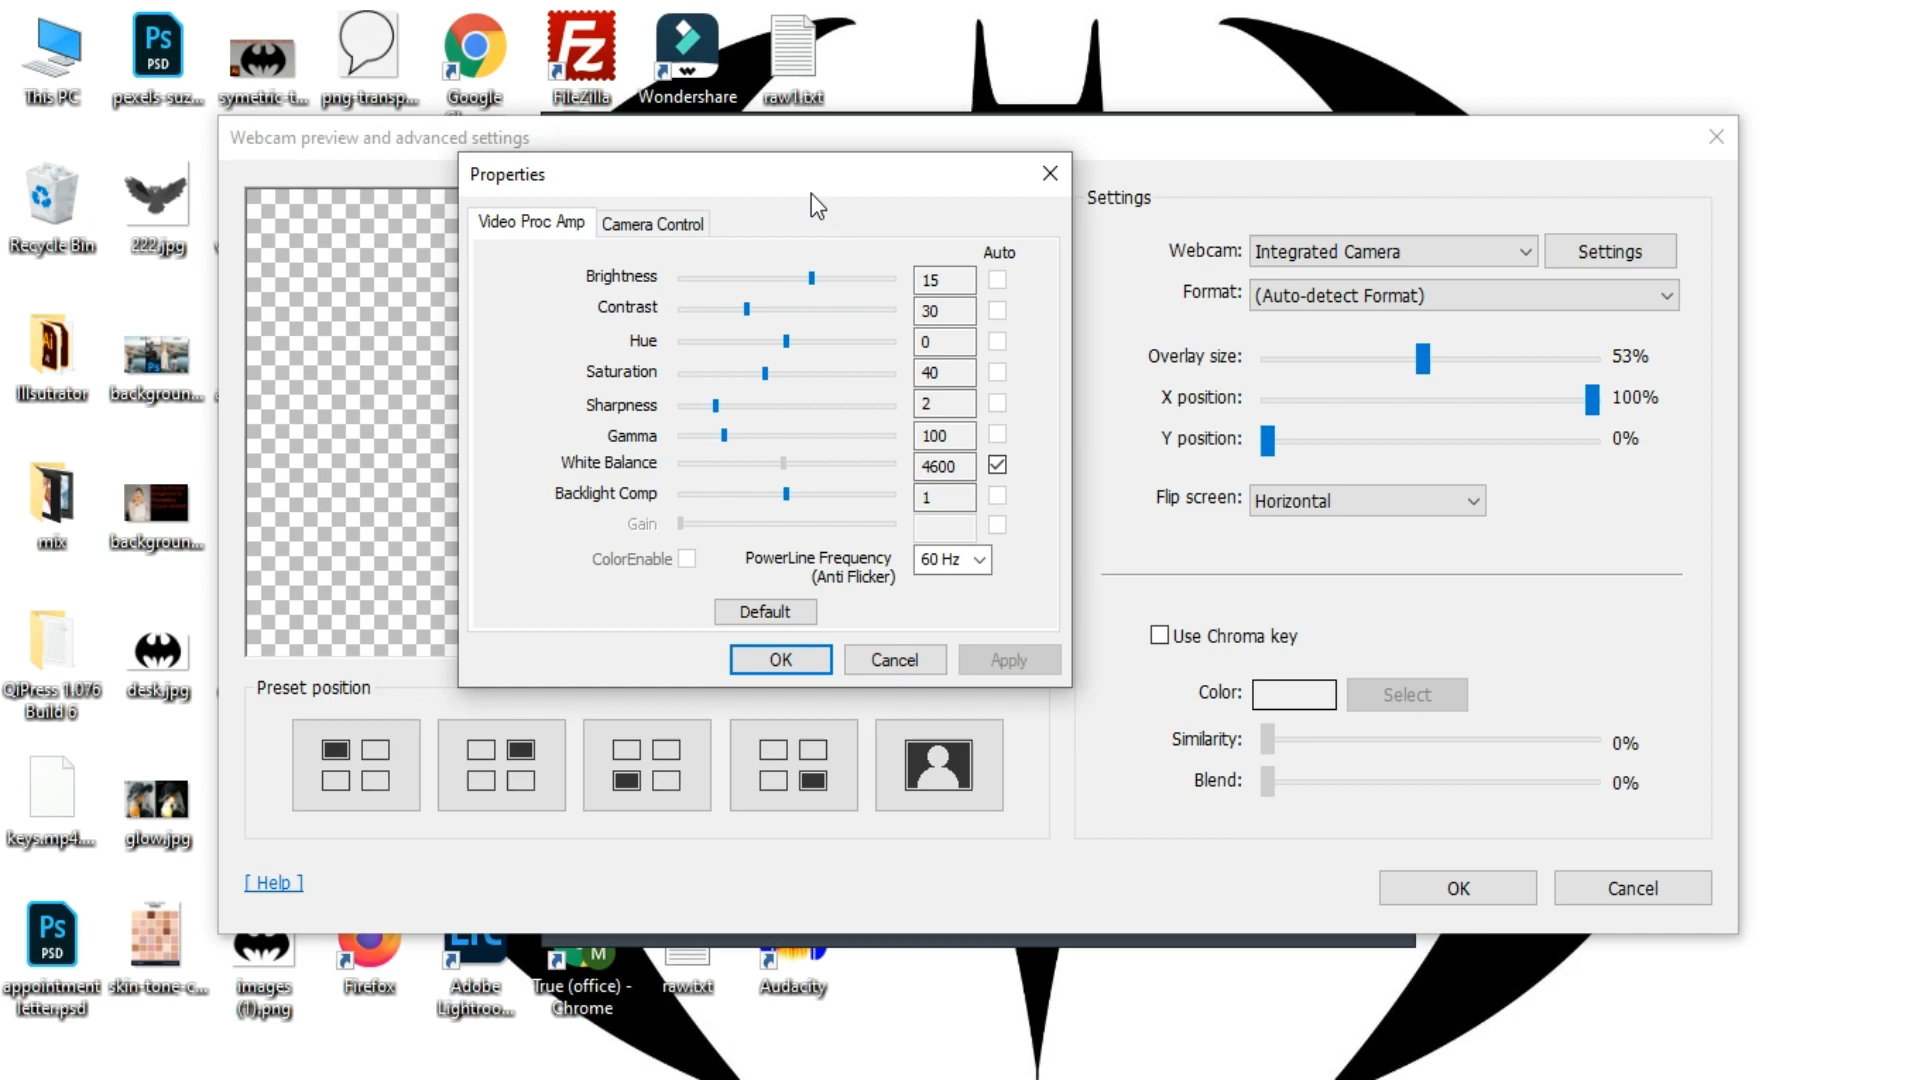 This PC
PSD
pexels-suz...
symetric-t...
png-transp...
Google
FileZilla
Wondershare
raw1.txt
Recycle Bin
222.jpg
Illsutrator
backgroun...
mix
backgroun...
QiPress 1.076
Build 6
desk.jpg
keys.mp4....
glow.jpg
Ps
PSD
appointment
letter.psd
skin-tone-c...
images
(1).png
Firefox
Adobe
Lightroo...
True (office) -
Chrome
raw.txt
Audacity
Webcam preview and advanced settings
Properties
Video Proc Amp
Camera Control
Auto
Brightness 15
Contrast 30
Hue 0
Saturation 40
Sharpness 2
Gamma 100
White Balance 4600
Backlight Comp 1
Gain
ColorEnable
PowerLine Frequency
(Anti Flicker)
60 Hz
Default
OK
Cancel
Apply
Preset position
[ Help ]
Settings
Webcam: Integrated Camera Settings
Format: (Auto-detect Format)
Overlay size: 53%
X position: 100%
Y position: 0%
Flip screen: Horizontal
Use Chroma key
Color: Select
Similarity: 0%
Blend: 0%
OK
Cancel